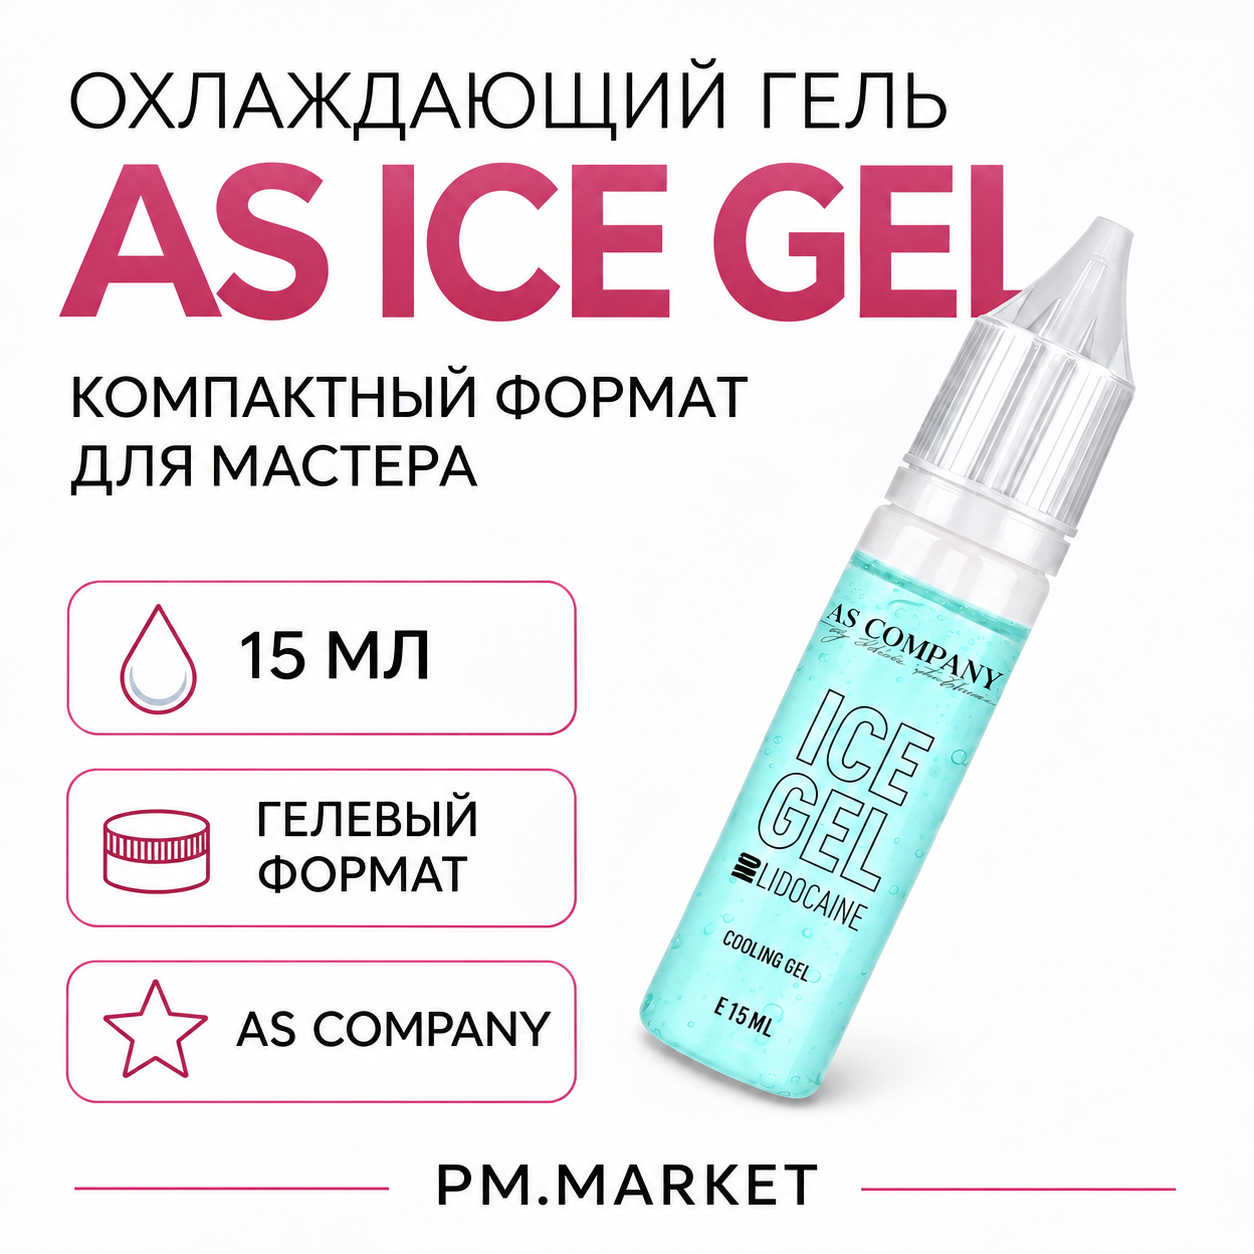 ОХЛАЖДАЮЩИЙ ГЕЛЬ
AS ICE GEL
КОМПАКТНЫЙ ФОРМАТ
ДЛЯ МАСТЕРА
15 МЛ
ГЕЛЕВЫЙ
ФОРМАТ
AS COMPANY
AS COMPANY
ICE
GEL
NO LIDOCAINE
COOLING GEL
E 15 ML
PM.MARKET